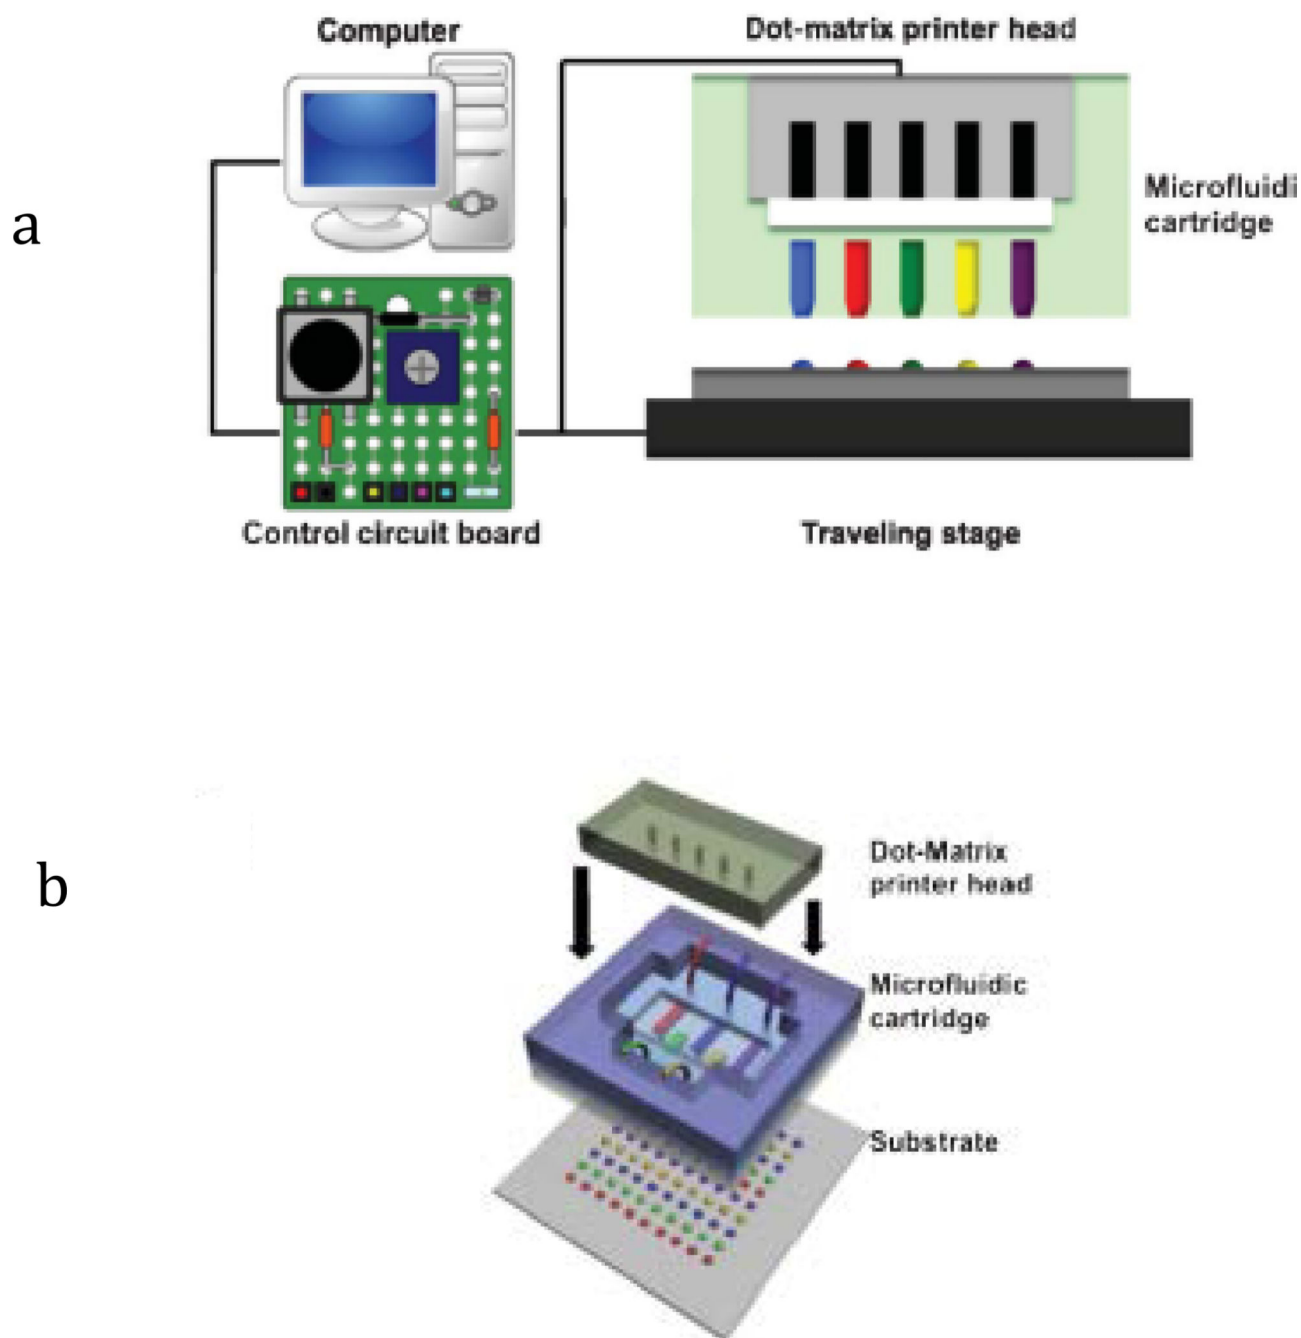 Computer
Dot-matrix printer head
Microfluidi
cartridge
a
Control circuit board
Traveling stage
b
Dot-Matrix
printer head
Microfluidic
cartridge
Substrate